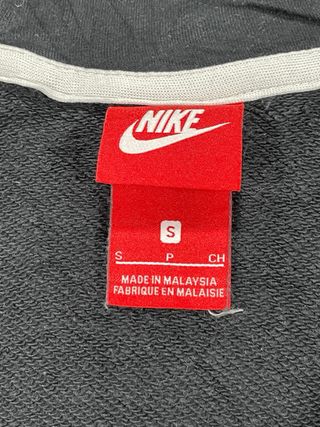 NIKE
S
S P CH
MADE IN MALAYSIA
FABRIQUE EN MALAISIE